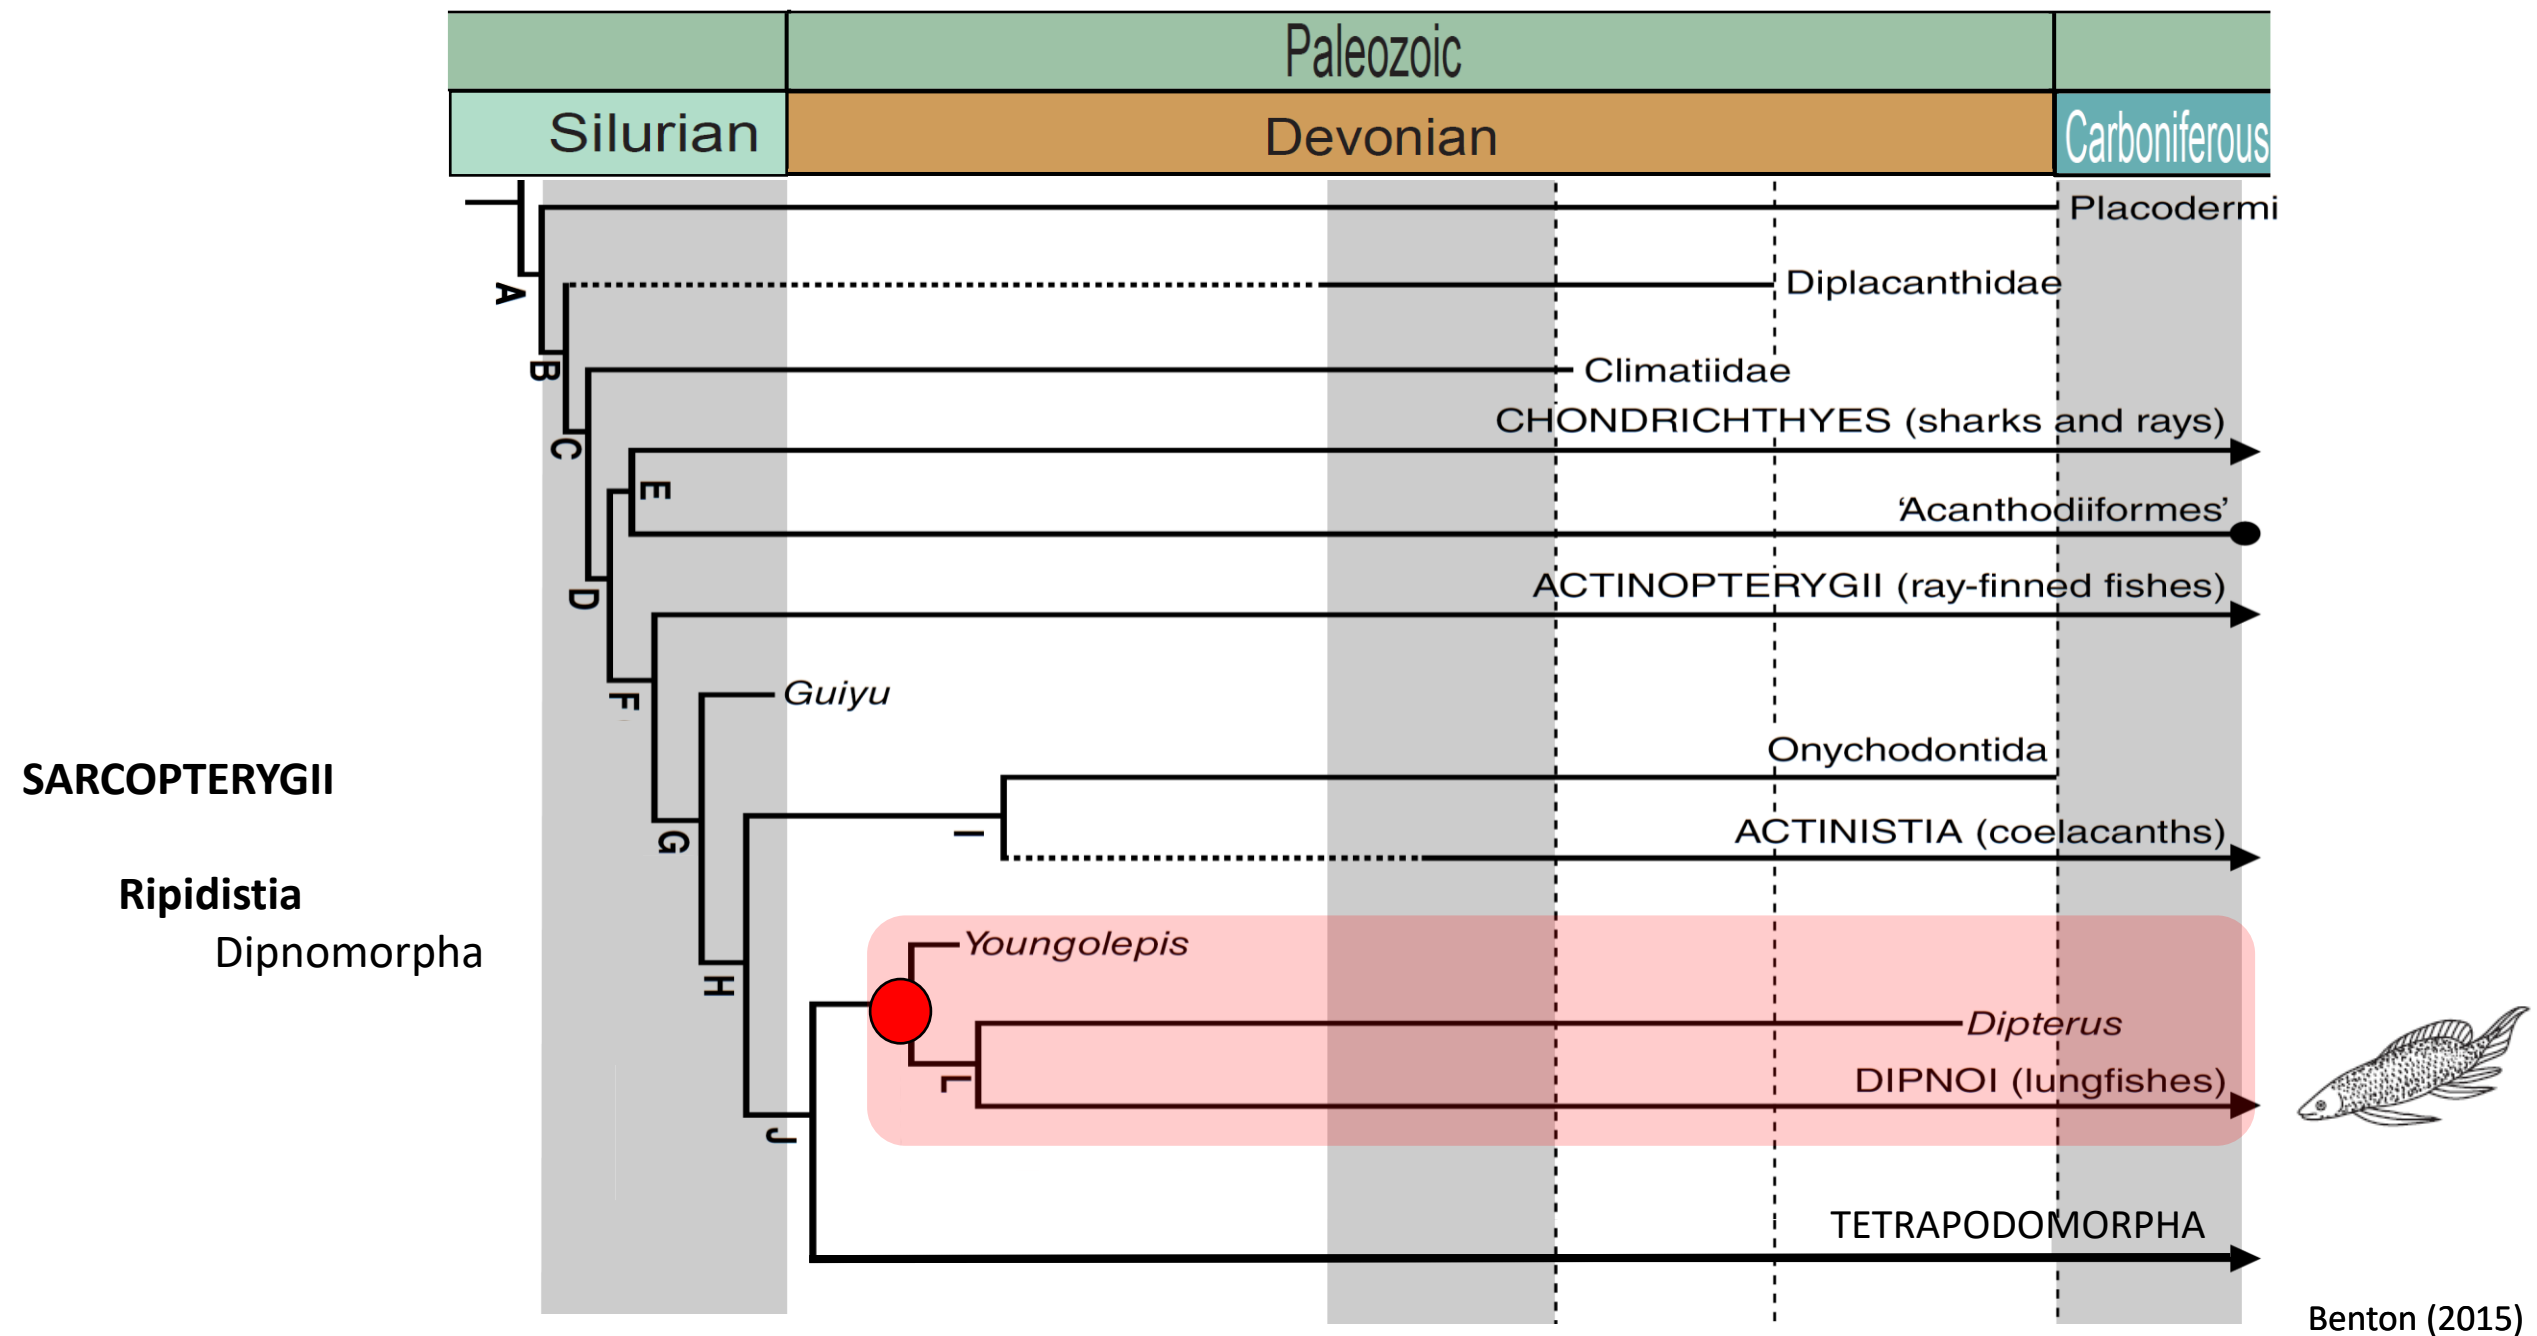 Paleozoic
Silurian
Devonian
Carboniferous
Placodermi
A
Diplacanthidae
B
Climatiidae
CHONDRICHTHYES (sharks and rays)
C
E
‘Acanthodiiformes’
D
ACTINOPTERYGII (ray-finned fishes)
F
Guiyu
SARCOPTERYGII
Onychodontida
G
I
ACTINISTIA (coelacanths)
Ripidistia
Dipnomorpha
Youngolepis
H
Dipterus
L
DIPNOI (lungfishes)
J
TETRAPODOMORPHA
Benton (2015)